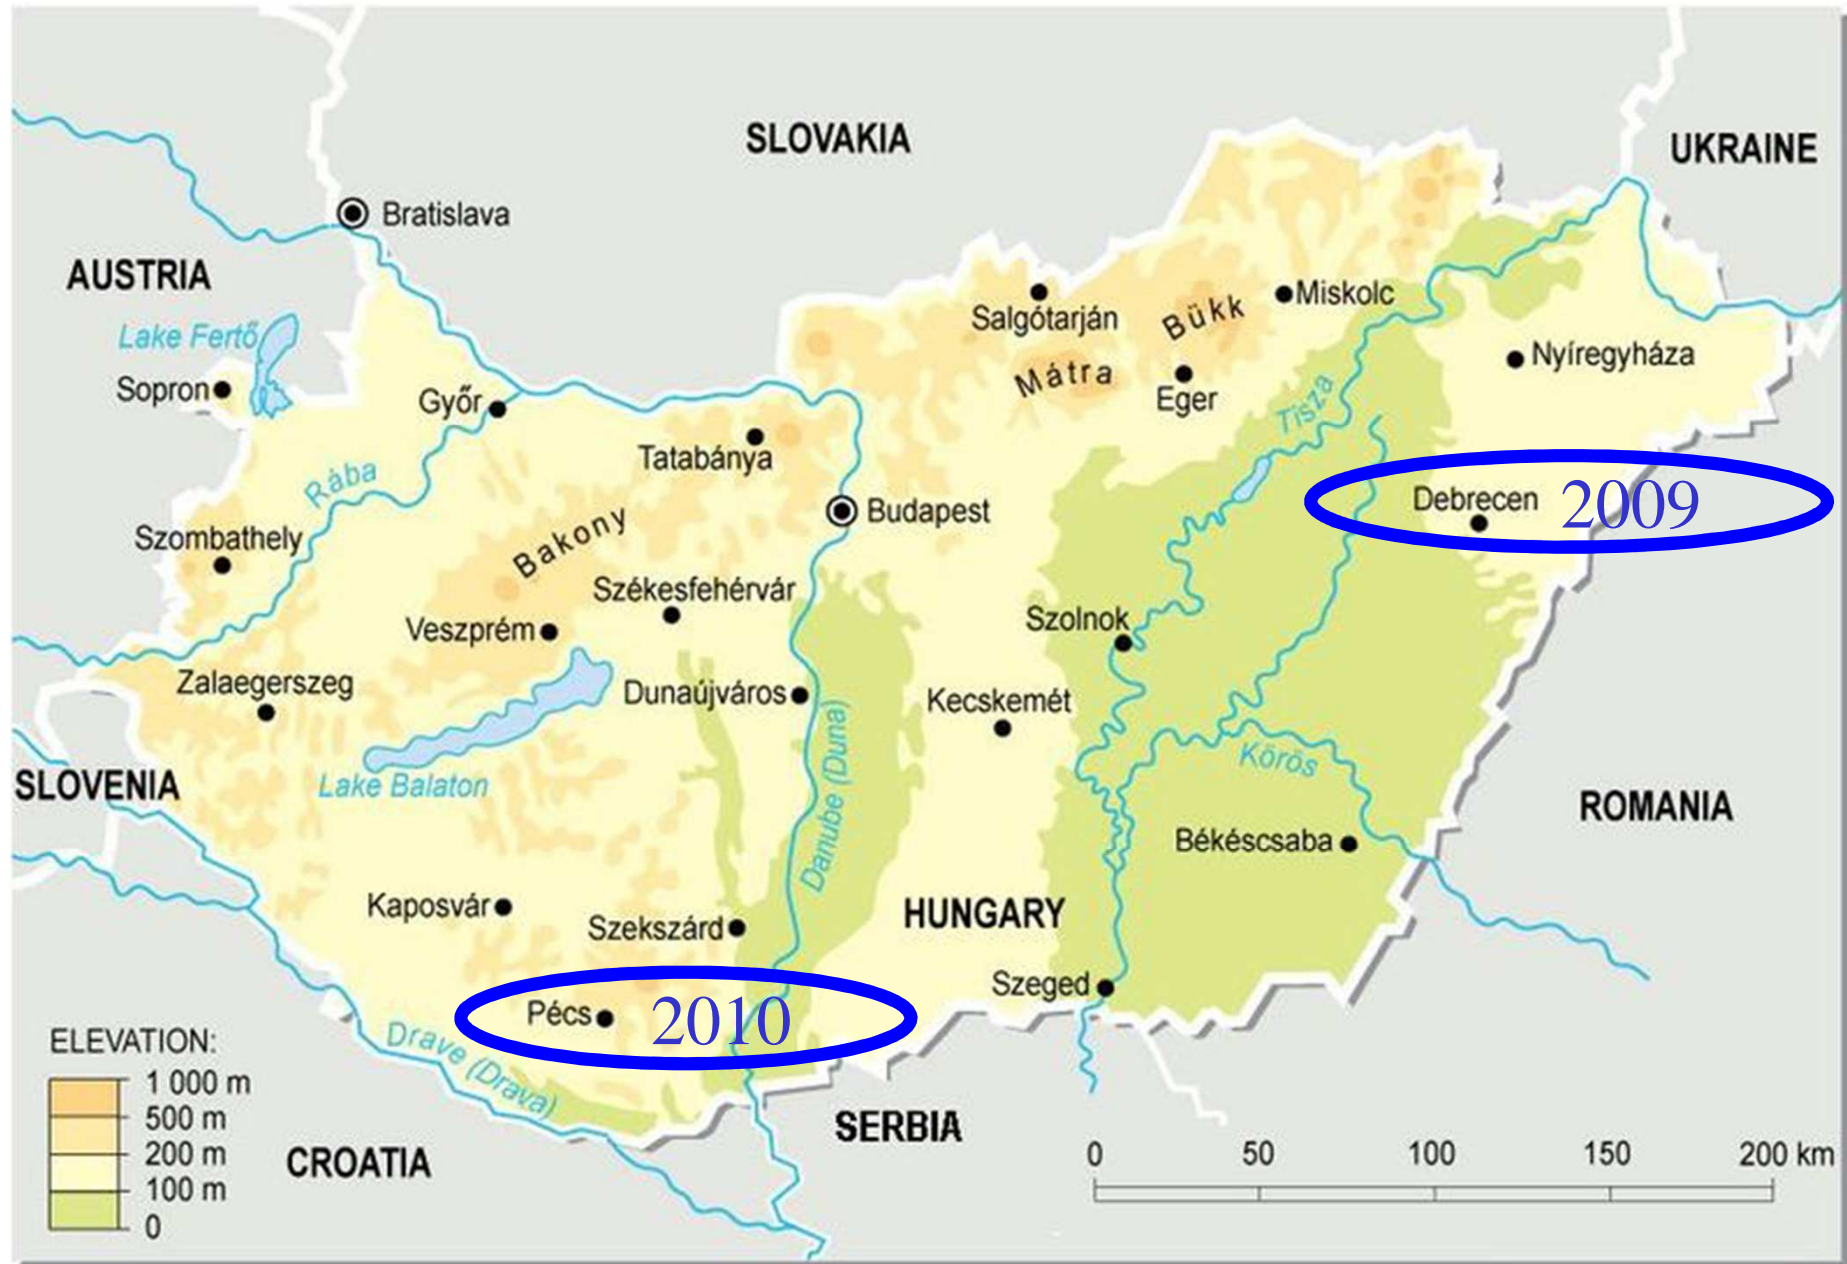 SLOVAKIA
UKRAINE
Bratislava
AUSTRIA
Lake Fertő
Sopron
Győr
Salgótarján
Bükk
Miskolc
Mátra
Eger
Nyíregyháza
Tisza
Tatabánya
Rába
Budapest
Debrecen 2009
Szombathely
Bakony
Székesfehérvár
Veszprém
Szolnok
Zalaegerszeg
Dunaújváros
Kecskemét
Danube (Duna)
Körös
SLOVENIA
Lake Balaton
ROMANIA
Békéscsaba
Kaposvár
Szekszárd
HUNGARY
Szeged
Pécs 2010
Drave (Drava)
SERBIA
CROATIA
ELEVATION:
1 000 m
500 m
200 m
100 m
0
0 50 100 150 200 km